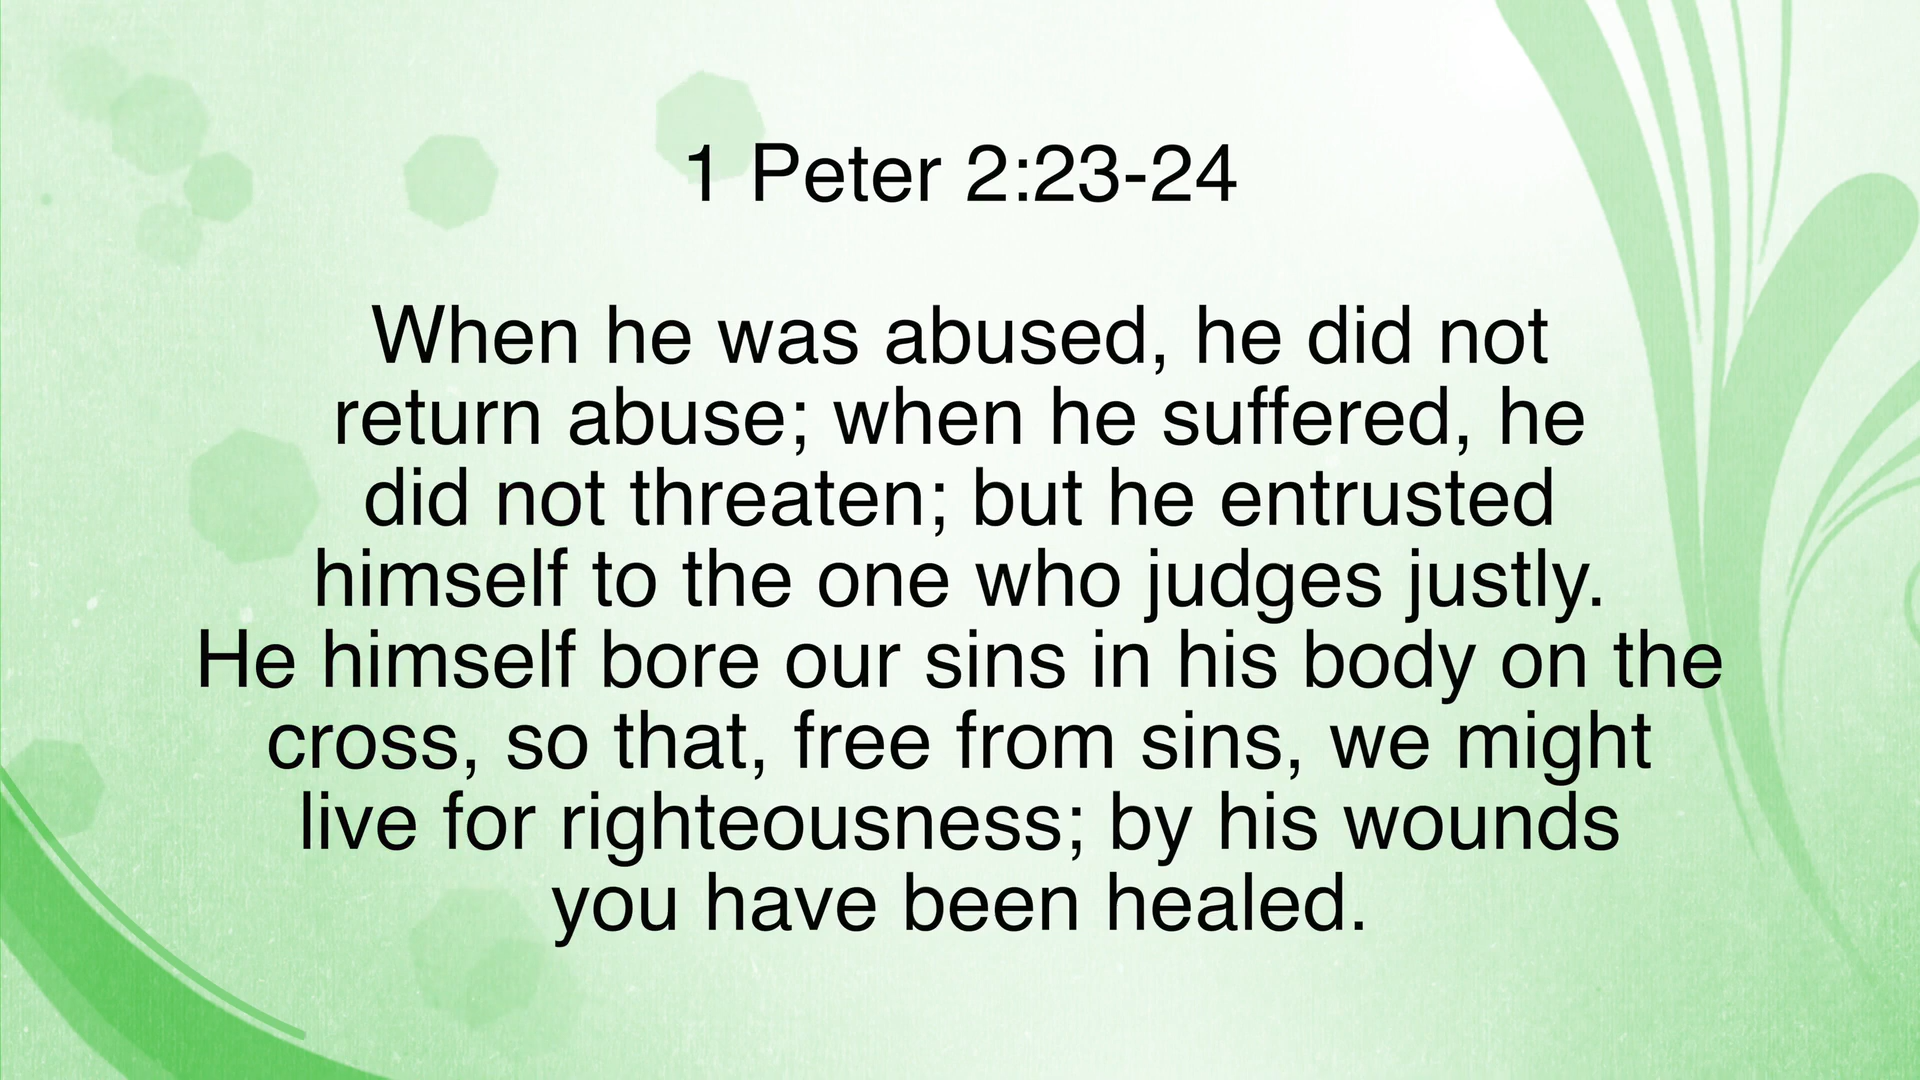 1 Peter 2:23-24
When he was abused, he did not
return abuse; when he suffered, he
did not threaten; but he entrusted
himself to the one who judges justly.
He himself bore our sins in his body on the
cross, so that, free from sins, we might
live for righteousness; by his wounds
you have been healed.